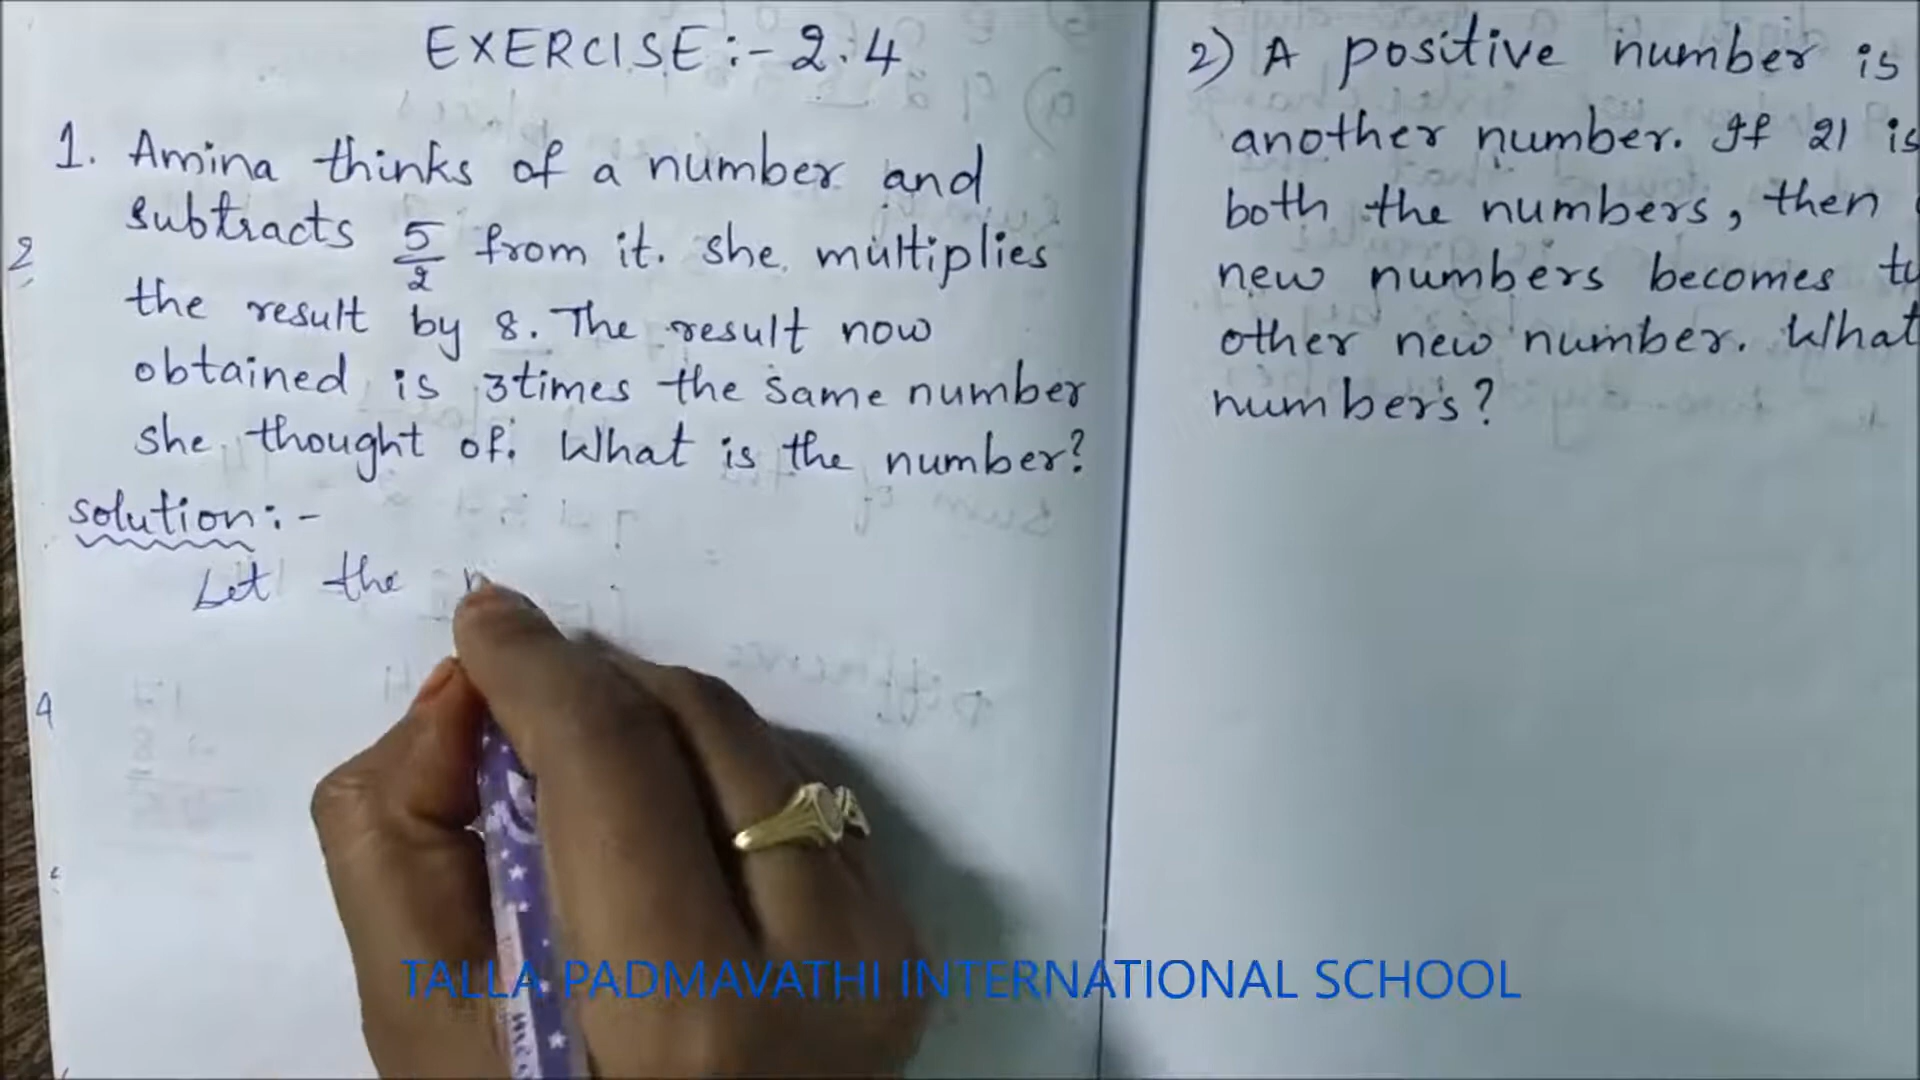 EXERCISE:- 2.4
1. Amina thinks of a number and
subtracts 5/2 from it. she multiplies
the result by 8. The result now
obtained is 3times the same number
she thought of. What is the number?
solution:-
Let the
2) A positive number is
another number. If 21 is
both the numbers, then
new numbers becomes
other new number. What
numbers?
TALLA PADMAVATHI INTERNATIONAL SCHOOL